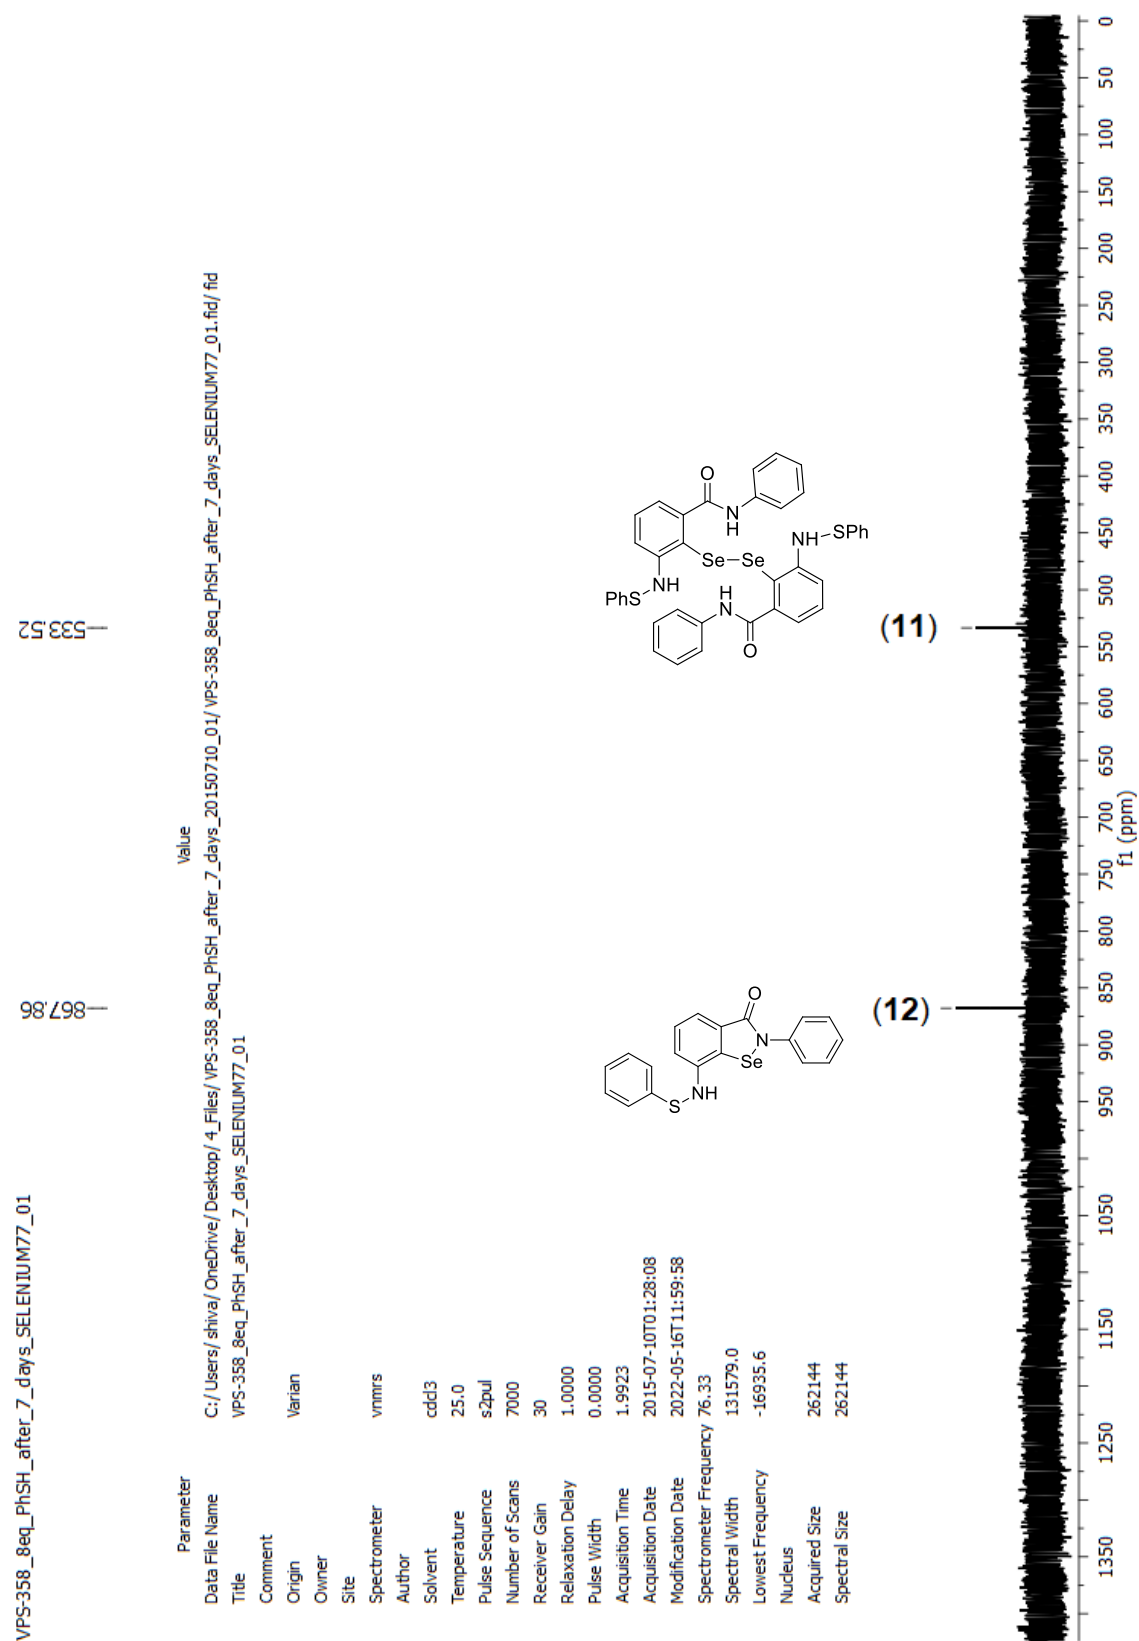 VPS-358_8eq_PhSH_after_7_days_SELENIUM77_01
867.86
533.52
Parameter Value
Data File Name C:/Users/shiva/OneDrive/Desktop/4_Files/VPS-358_8eq_PhSH_after_7_days_20150710_01/VPS-358_8eq_PhSH_after_7_days_SELENIUM77_01.fid/fid
Title VPS-358_8eq_PhSH_after_7_days_SELENIUM77_01
Comment
Origin Varian
Owner
Site
Spectrometer vnmrs
Author
Solvent cdcl3
Temperature 25.0
Pulse Sequence s2pul
Number of Scans 7000
Receiver Gain 30
Relaxation Delay 1.0000
Pulse Width 0.0000
Acquisition Time 1.9923
Acquisition Date 2015-07-10T01:28:08
Modification Date 2022-05-16T11:59:58
Spectrometer Frequency 76.33
Spectral Width 131579.0
Lowest Frequency -16935.6
Nucleus
Acquired Size 262144
Spectral Size 262144
O
N
H
NH
SPh
Se
Se
NH
PhS
H
N
O
(11)
O
N
Se
NH
S
(12)
1350 1250 1150 1050 950 900 850 800 750 700 650 600 550 500 450 400 350 300 250 200 150 100 50 0
f1 (ppm)